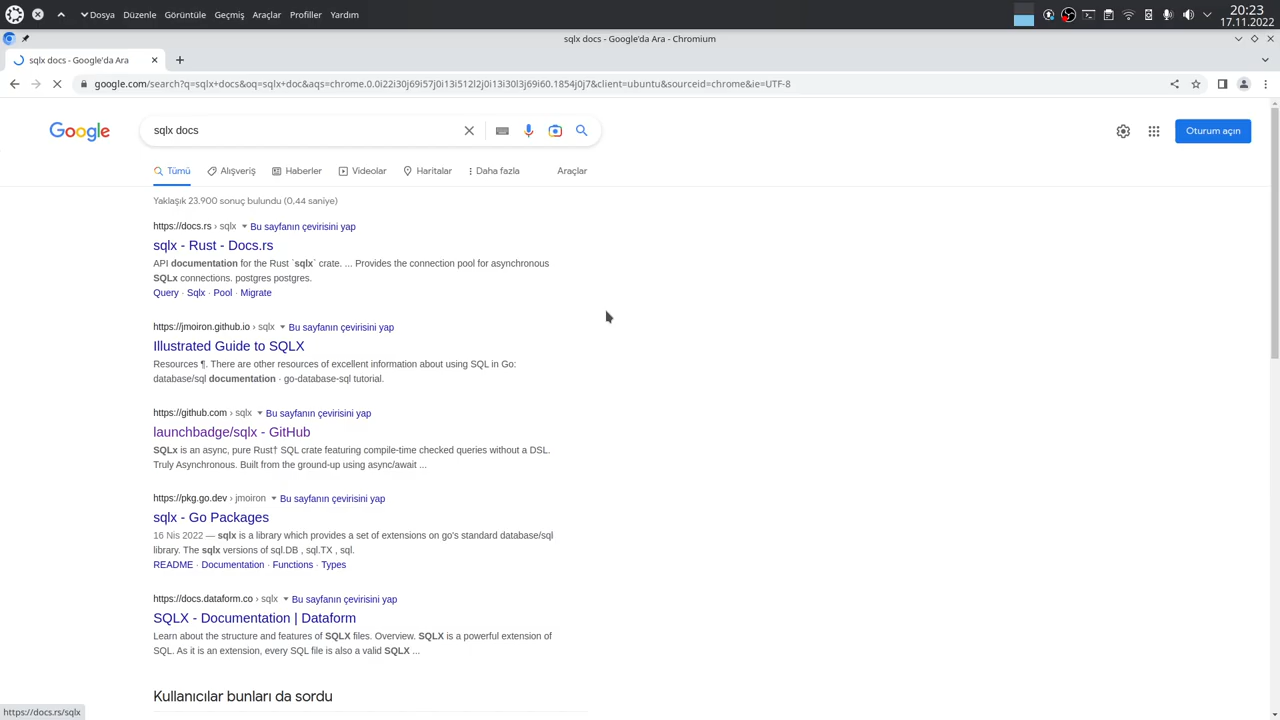 Dosya Düzenle Görüntüle Geçmiş Araçlar Profiller Yardım
20:23
17.11.2022
sqlx docs - Google'da Ara - Chromium
sqlx docs - Google'da Ara
google.com/search?q=sqlx+docs&oq=sqlx+doc&aqs=chrome.0.0i22i30j69i57j0i13i512l2j0i13i30l3j69i60.1854j0j7&client=ubuntu&sourceid=chrome&ie=UTF-8
Google
sqlx docs
Oturum açın
Tümü Alışveriş Haberler Videolar Haritalar Daha fazla Araçlar
Yaklaşık 23.900 sonuç bulundu (0,44 saniye)
https://docs.rs › sqlx Bu sayfanın çevirisini yap
sqlx - Rust - Docs.rs
API documentation for the Rust `sqlx` crate. ... Provides the connection pool for asynchronous
SQLx connections. postgres postgres.
Query · Sqlx · Pool · Migrate
https://jmoiron.github.io › sqlx Bu sayfanın çevirisini yap
Illustrated Guide to SQLX
Resources ¶. There are other resources of excellent information about using SQL in Go:
database/sql documentation · go-database-sql tutorial.
https://github.com › sqlx Bu sayfanın çevirisini yap
launchbadge/sqlx - GitHub
SQLx is an async, pure Rust† SQL crate featuring compile-time checked queries without a DSL.
Truly Asynchronous. Built from the ground-up using async/await ...
https://pkg.go.dev › jmoiron Bu sayfanın çevirisini yap
sqlx - Go Packages
16 Nis 2022 — sqlx is a library which provides a set of extensions on go's standard database/sql
library. The sqlx versions of sql.DB , sql.TX , sql.
README · Documentation · Functions · Types
https://docs.dataform.co › sqlx Bu sayfanın çevirisini yap
SQLX - Documentation | Dataform
Learn about the structure and features of SQLX files. Overview. SQLX is a powerful extension of
SQL. As it is an extension, every SQL file is also a valid SQLX ...
Kullanıcılar bunları da sordu
https://docs.rs/sqlx